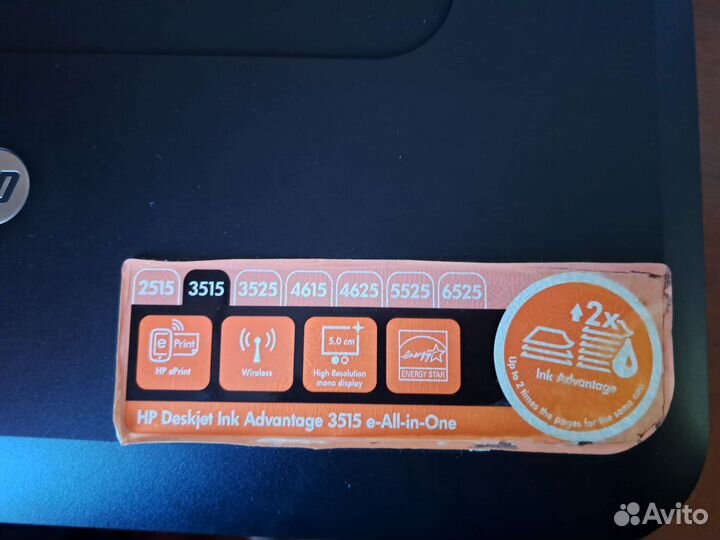 hp
2515 3515 3525 4615 4625 5525 6525
e Print
HP ePrint
Wireless
5.0 cm
High Resolution
mono display
energy
ENERGY STAR
2x
Ink Advantage
Up to 2 times the pages for the same cost
HP Deskjet Ink Advantage 3515 e-All-in-One
Avito